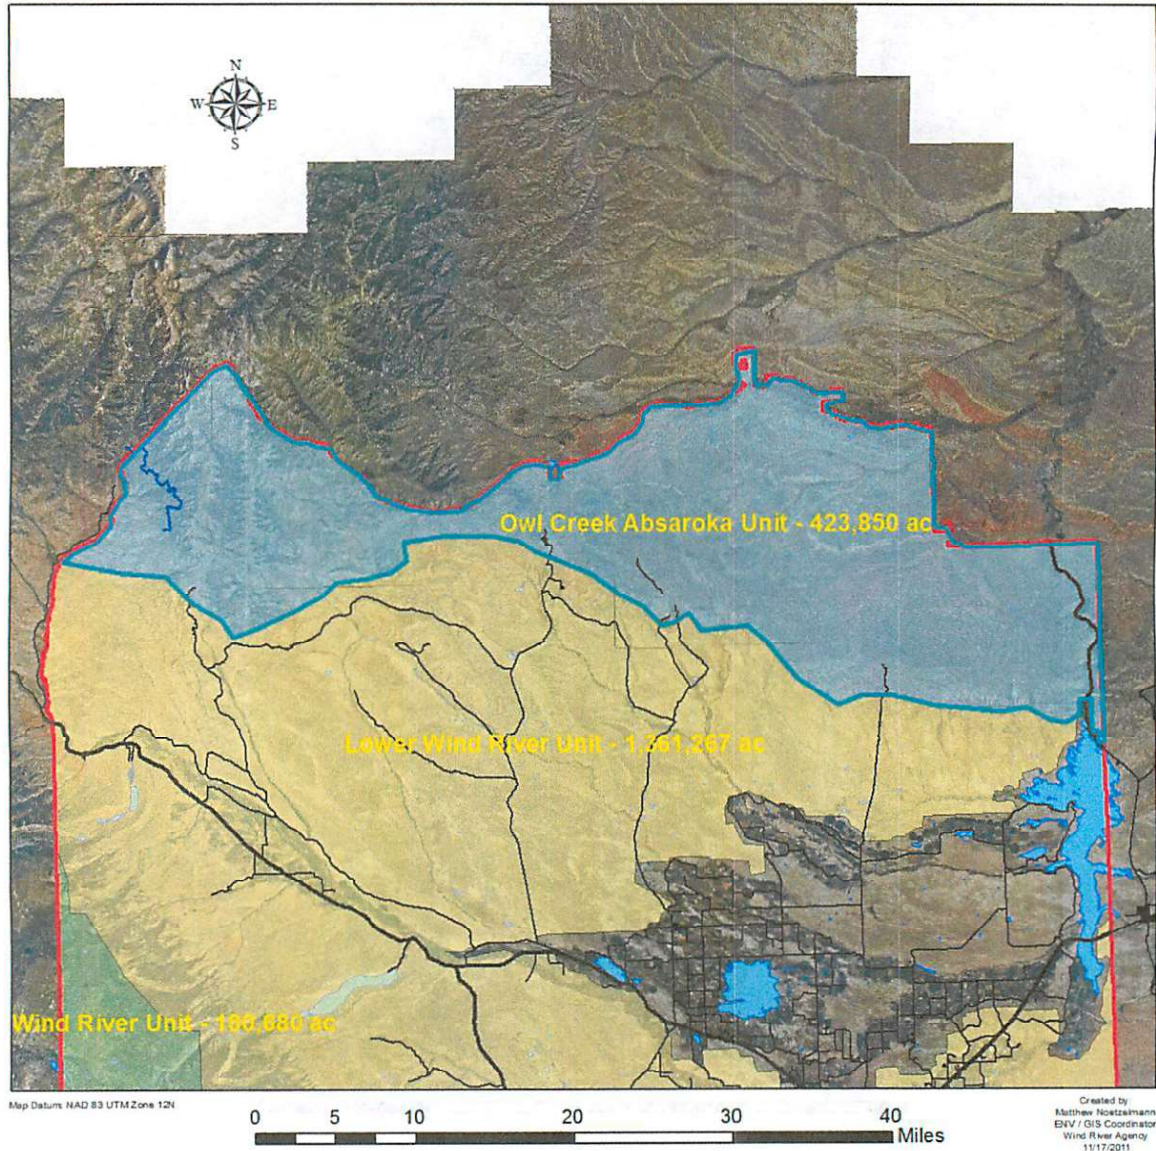 N
W E
S
Owl Creek Absaroka Unit - 423,850 ac
Lower Wind River Unit - 1,361,267 ac
Wind River Unit - 180,680 ac
Map Datum: NAD 83 UTM Zone 12N
0 5 10 20 30 40
Miles
Created by:
Matthew Noetzelmann
ENV / GIS Coordinator
Wind River Agency
11/17/2011